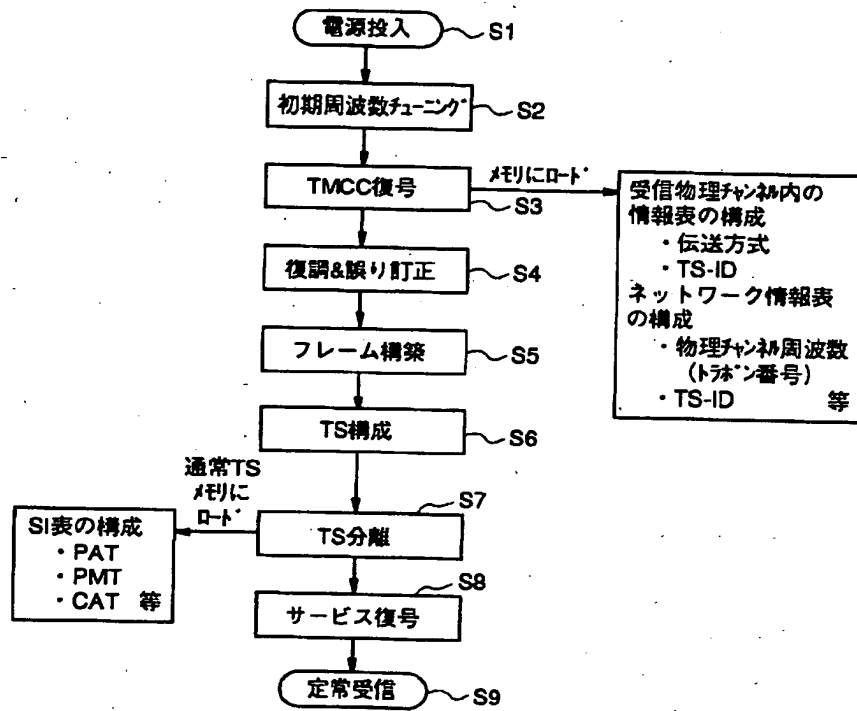 電源投入
S1
初期周波数チューニング
S2
TMCC復号
S3
メモリにロード
受信物理チャンネル内の
情報表の構成
・伝送方式
・TS-ID
ネットワーク情報表
の構成
・物理チャンネル周波数
(トラポン番号)
・TS-ID 等
復調&誤り訂正
S4
フレーム構築
S5
TS構成
S6
通常TS
メモリに
ロード
S7
TS分離
SI表の構成
・PAT
・PMT
・CAT 等
S8
サービス復号
定常受信
S9